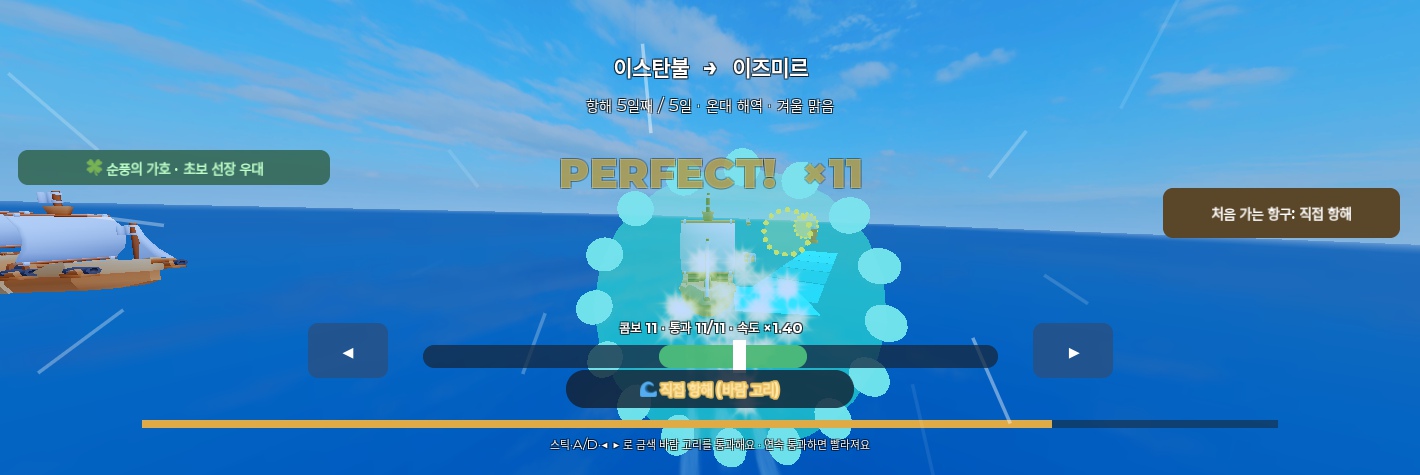 이스탄불 → 이즈미르
항해 5일째 / 5일 · 온대 해역 · 겨울 맑음
PERFECT! ×11
🍀 순풍의 가호 · 초보 선장 우대
처음 가는 항구: 직접 항해
콤보 11 · 통과 11/11 · 속도 ×1.40
◀
▶
🌊 직접 항해 (바람 고리)
스틱·A/D·◀ ▶ 로 금색 바람 고리를 통과해요 · 연속 통과하면 빨라져요